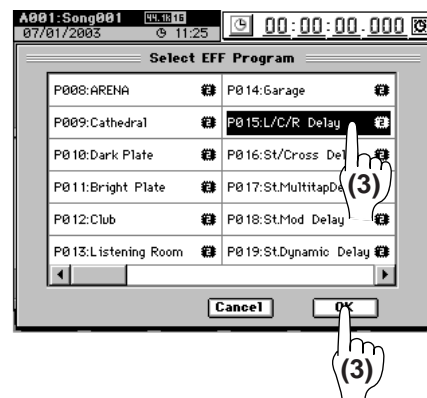 A001:Song001 44.1k 16
07/01/2003 11:25
00:00:00.000
Select EFF Program
P008:ARENA P014:Garage
P009:Cathedral P015:L/C/R Delay
P010:Dark Plate P016:St/Cross Del
P011:Bright Plate P017:St.MultitapDe
P012:Club P018:St.Mod Delay
P013:Listening Room P019:St.Dynamic Delay
(3)
Cancel OK
(3)